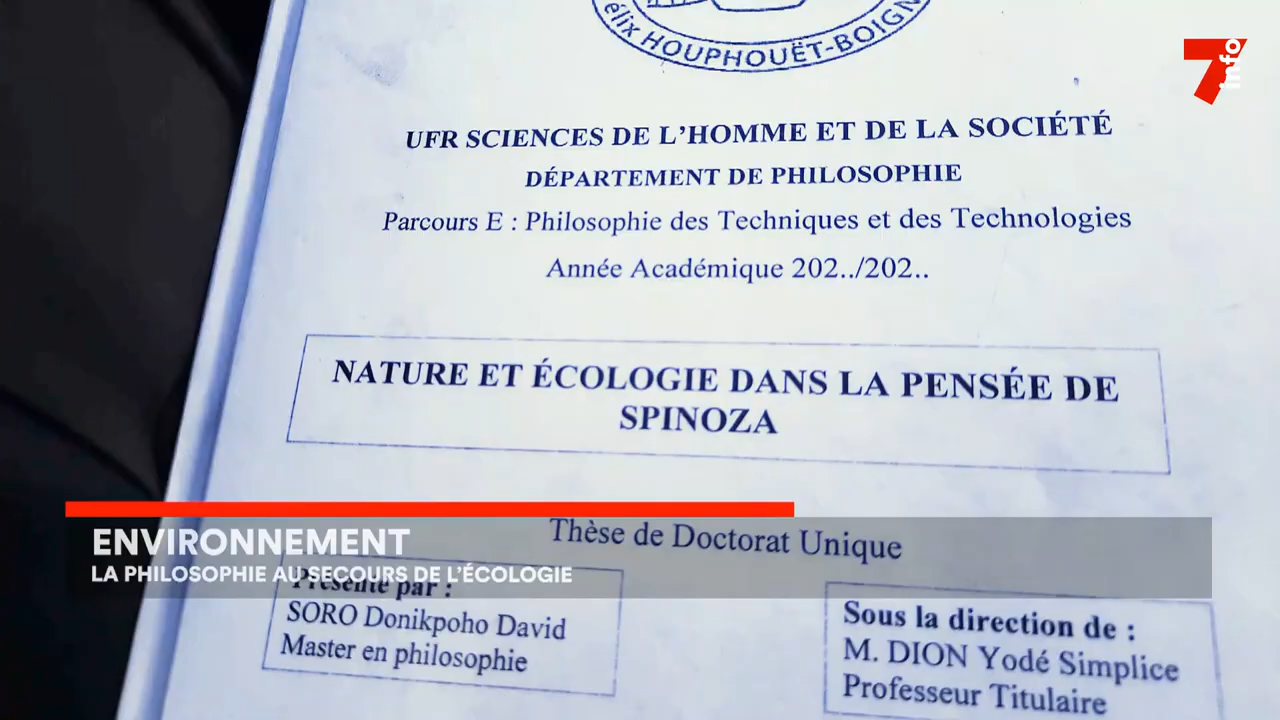 élix HOUPHOUËT-BOIGN
7info
UFR SCIENCES DE L’HOMME ET DE LA SOCIÉTÉ
DÉPARTEMENT DE PHILOSOPHIE
Parcours E : Philosophie des Techniques et des Technologies
Année Académique 202../202..
NATURE ET ÉCOLOGIE DANS LA PENSÉE DE
SPINOZA
Thèse de Doctorat Unique
ENVIRONNEMENT
LA PHILOSOPHIE AU SECOURS DE L’ÉCOLOGIE
Présenté par :
SORO Donikpoho David
Master en philosophie
Sous la direction de :
M. DION Yodé Simplice
Professeur Titulaire